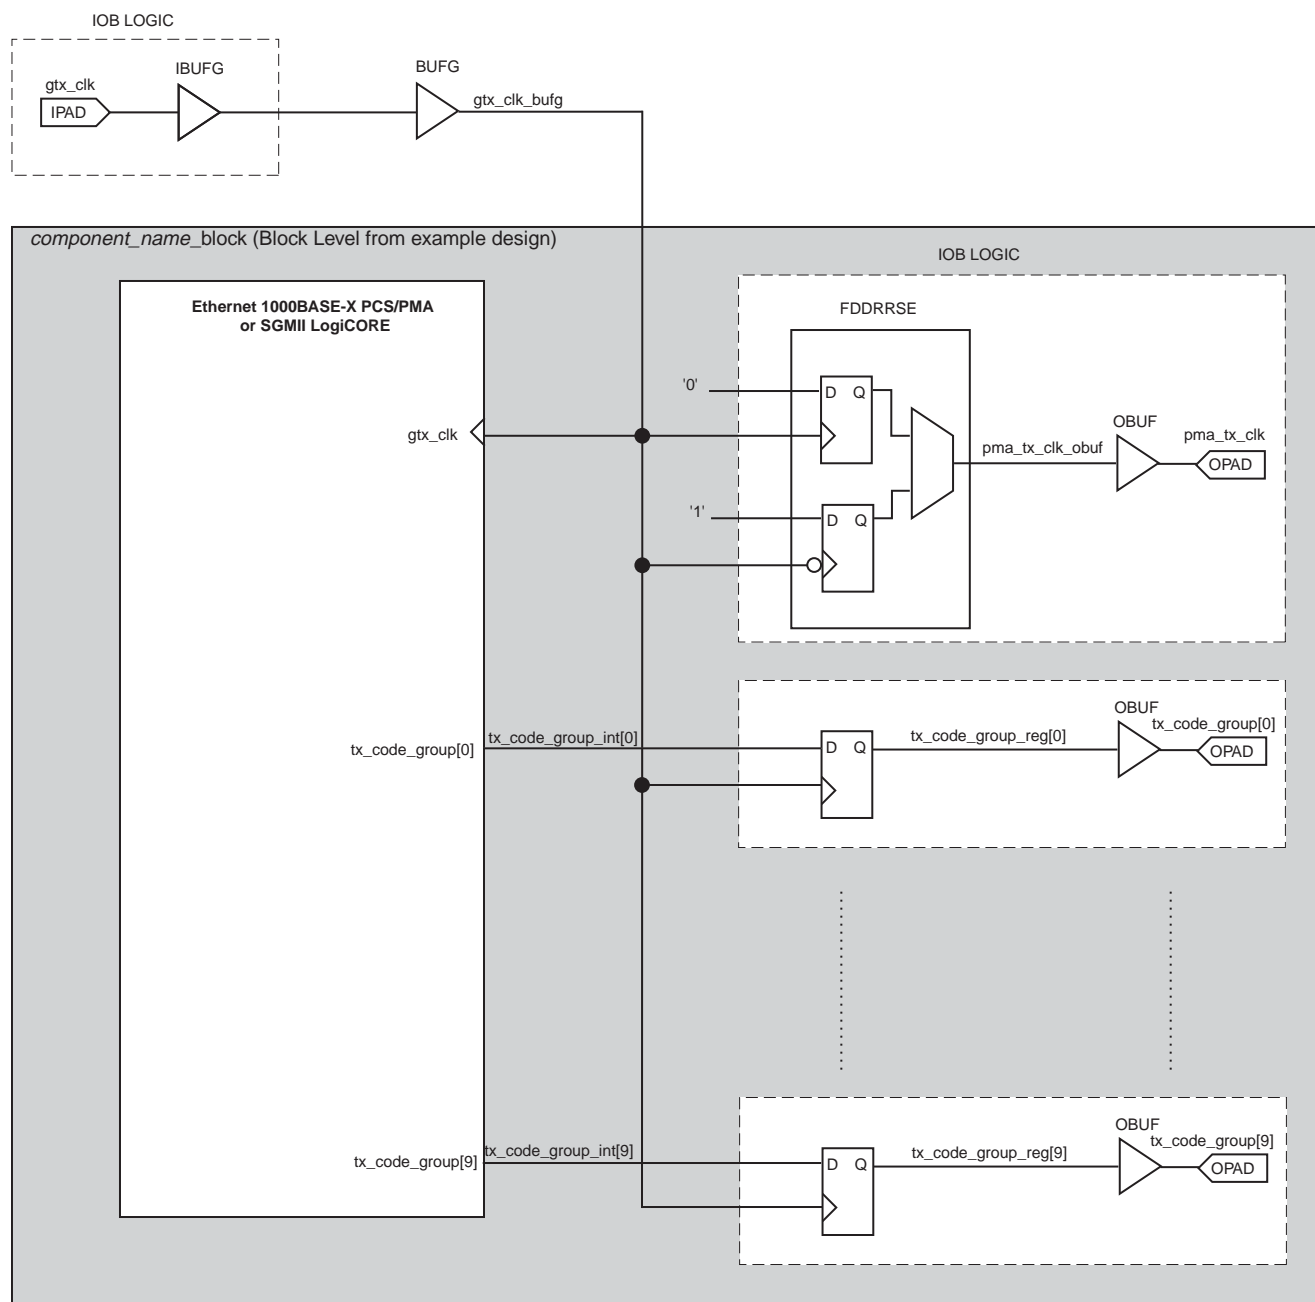 IOB LOGIC
gtx_clk
IPAD
IBUFG
BUFG
gtx_clk_bufg
component_name_block (Block Level from example design)
IOB LOGIC
Ethernet 1000BASE-X PCS/PMA
or SGMII LogiCORE
FDDRRSE
'0'
D Q
gtx_clk
OBUF
pma_tx_clk
pma_tx_clk_obuf
OPAD
'1'
D Q
OBUF
tx_code_group[0]
tx_code_group[0]
tx_code_group_int[0]
D Q
tx_code_group_reg[0]
OPAD
OBUF
tx_code_group[9]
tx_code_group[9]
tx_code_group_int[9]
D Q
tx_code_group_reg[9]
OPAD